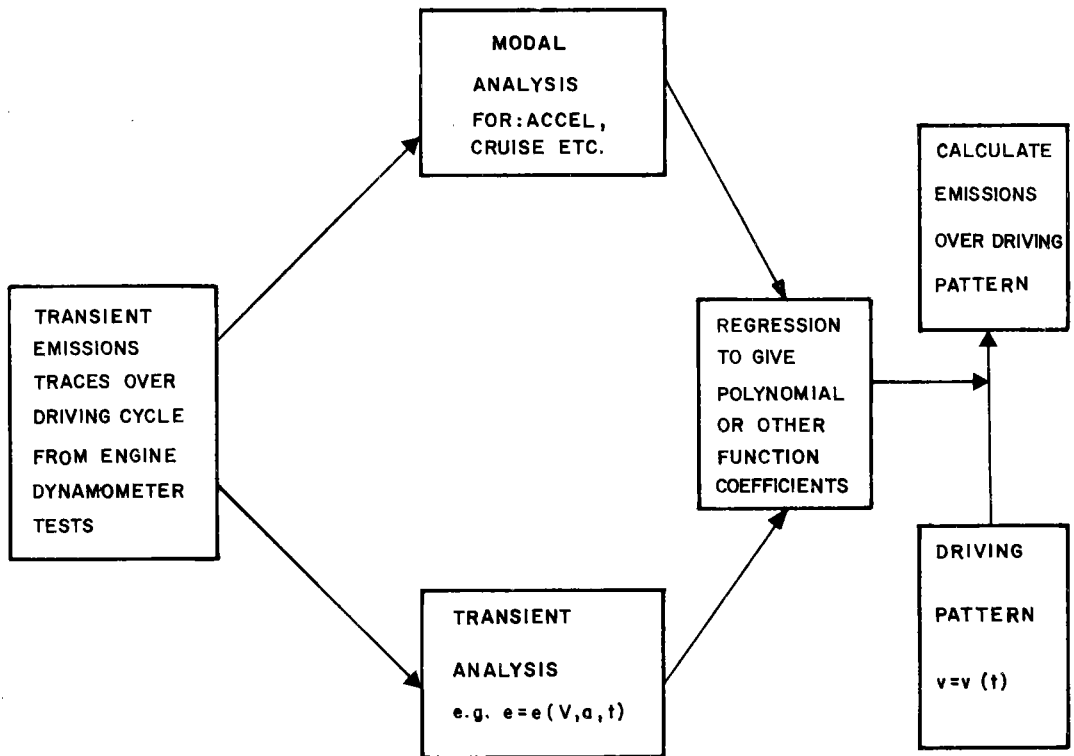 MODAL
ANALYSIS
FOR: ACCEL,
CRUISE ETC.
CALCULATE
EMISSIONS
OVER DRIVING
PATTERN
TRANSIENT
EMISSIONS
TRACES OVER
DRIVING CYCLE
FROM ENGINE
DYNAMOMETER
TESTS
REGRESSION
TO GIVE
POLYNOMIAL
OR OTHER
FUNCTION
COEFFICIENTS
TRANSIENT
ANALYSIS
e.g. e=e(V,a,t)
DRIVING
PATTERN
v=v (t)